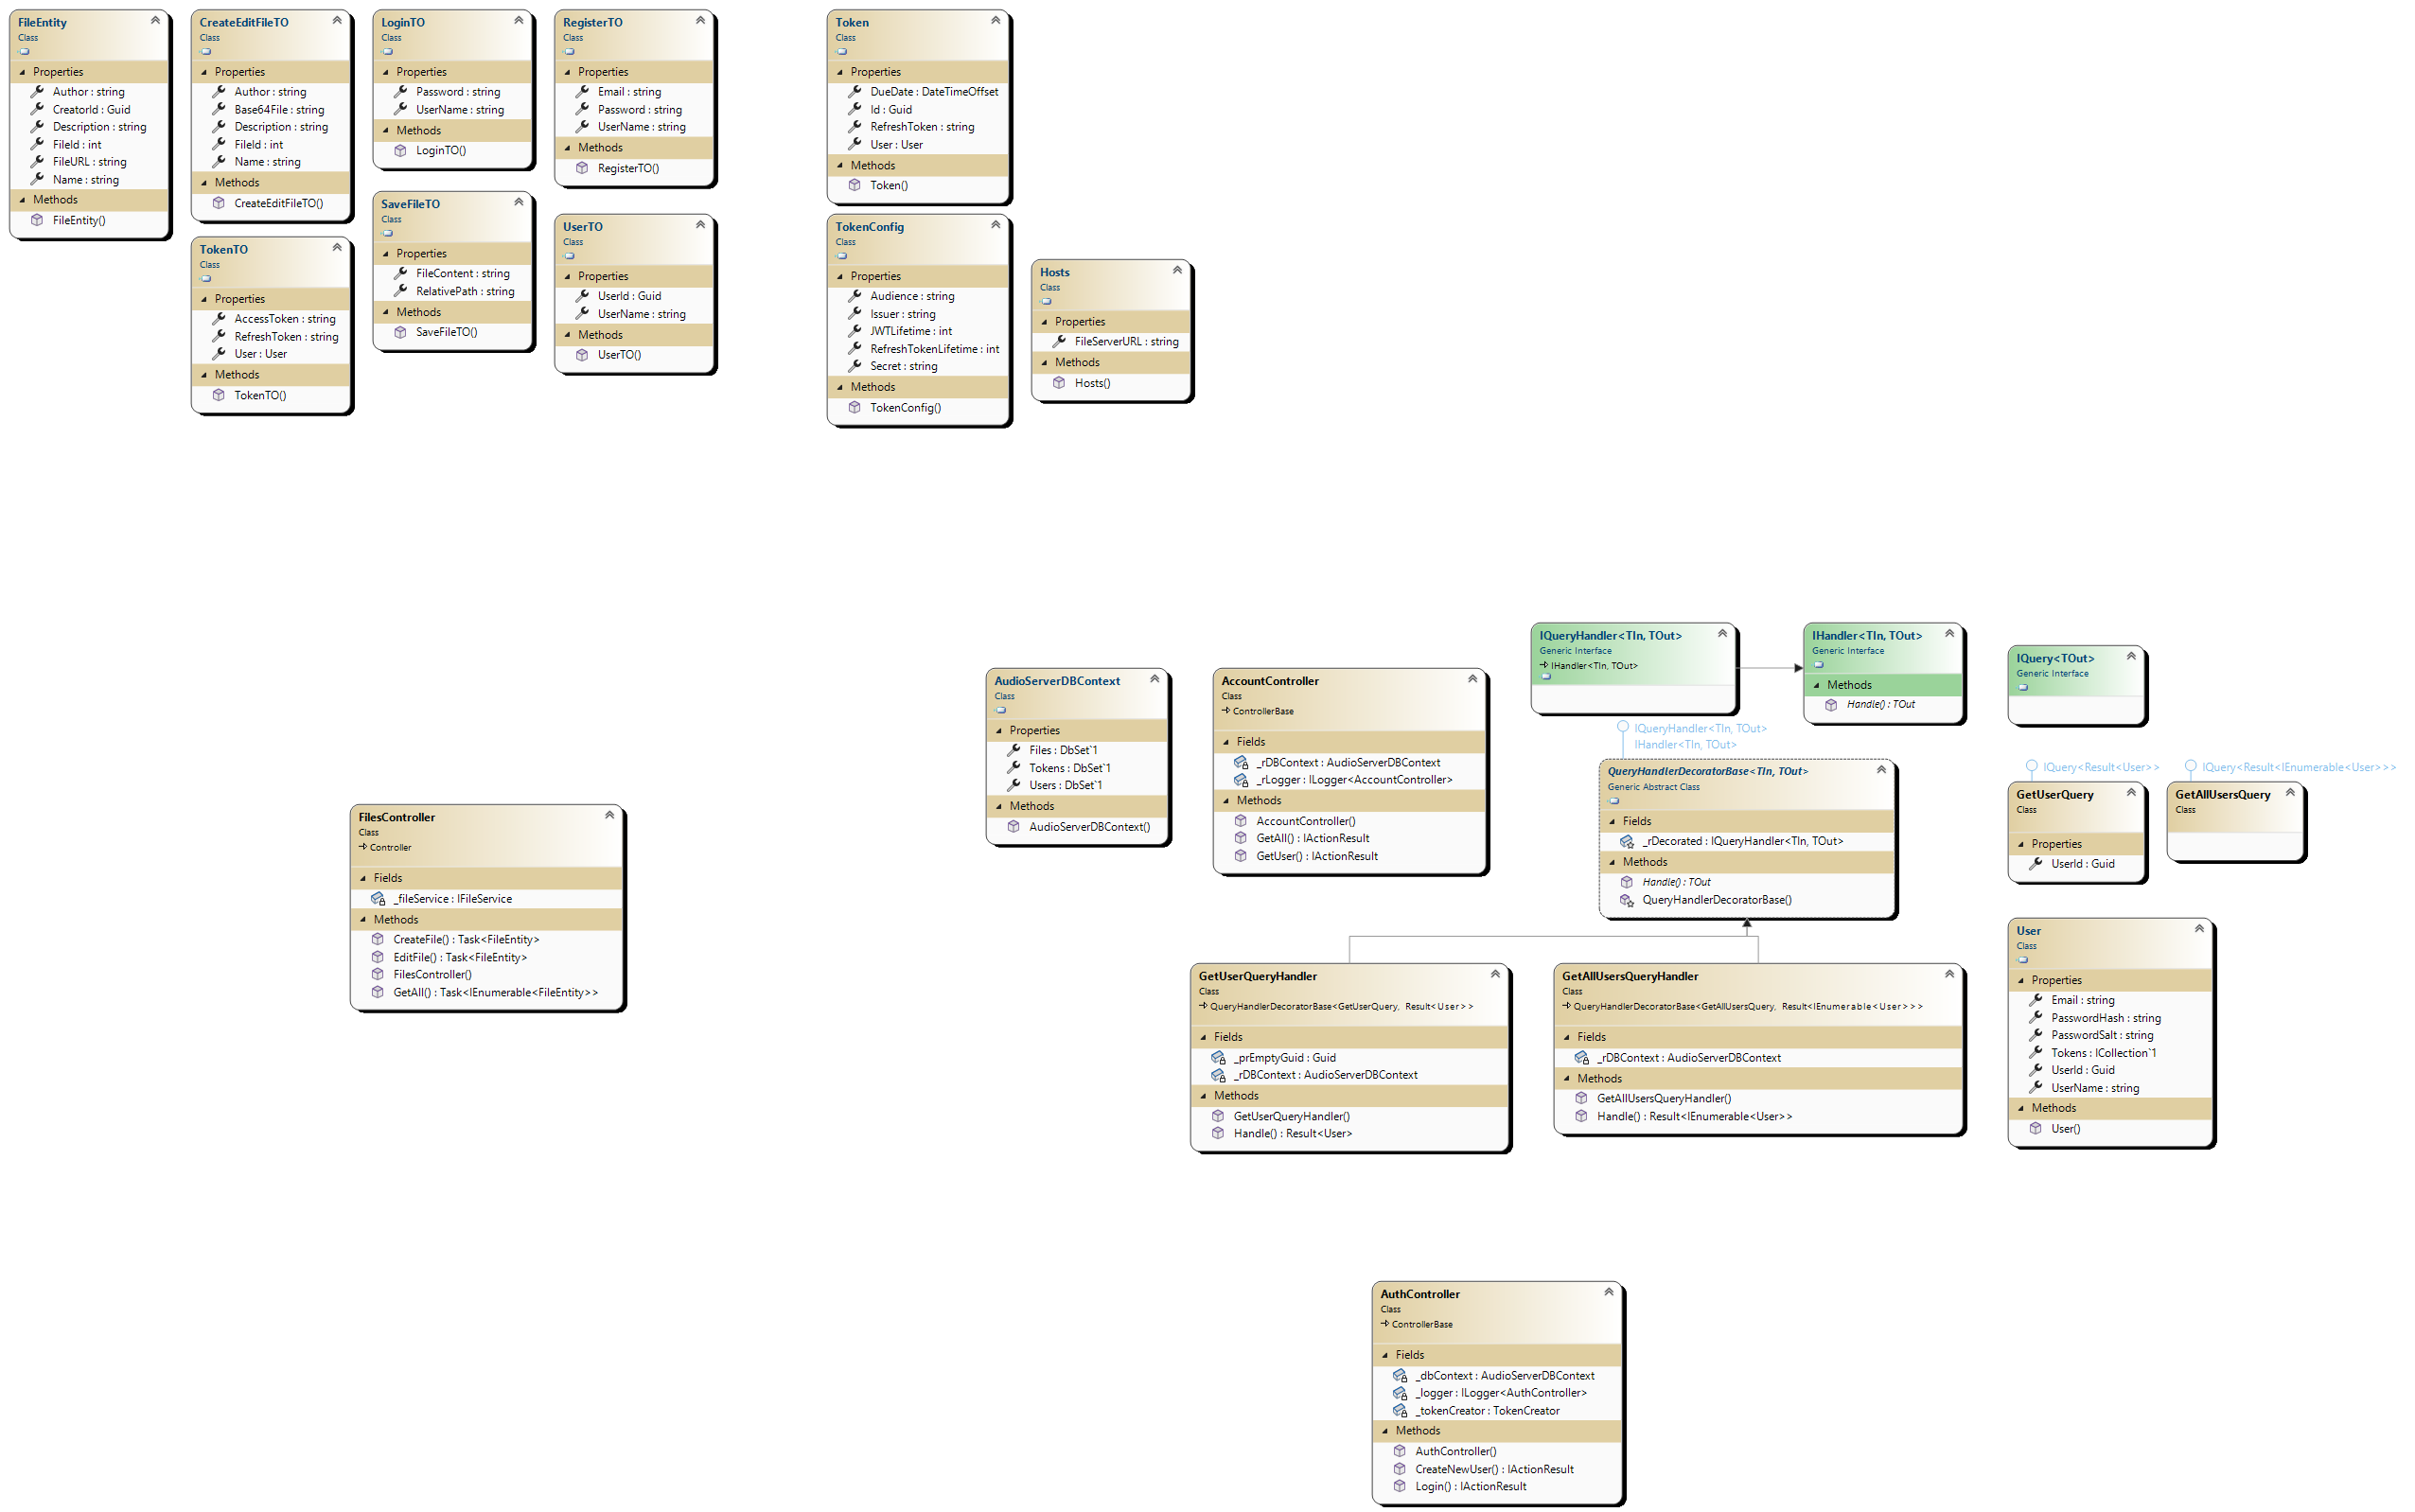 FileEntity
Class
Properties
Author : string
CreatorId : Guid
Description : string
FileId : int
FileURL : string
Name : string
Methods
FileEntity()
CreateEditFileTO
Class
Properties
Author : string
Base64File : string
Description : string
FileId : int
Name : string
Methods
CreateEditFileTO()
TokenTO
Class
Properties
AccessToken : string
RefreshToken : string
User : User
Methods
TokenTO()
LoginTO
Class
Properties
Password : string
UserName : string
Methods
LoginTO()
SaveFileTO
Class
Properties
FileContent : string
RelativePath : string
Methods
SaveFileTO()
RegisterTO
Class
Properties
Email : string
Password : string
UserName : string
Methods
RegisterTO()
UserTO
Class
Properties
UserId : Guid
UserName : string
Methods
UserTO()
Token
Class
Properties
DueDate : DateTimeOffset
Id : Guid
RefreshToken : string
User : User
Methods
Token()
TokenConfig
Class
Properties
Audience : string
Issuer : string
JWTLifetime : int
RefreshTokenLifetime : int
Secret : string
Methods
TokenConfig()
Hosts
Class
Properties
FileServerURL : string
Methods
Hosts()
FilesController
Class
Controller
Fields
_fileService : IFileService
Methods
CreateFile() : Task<FileEntity>
EditFile() : Task<FileEntity>
FilesController()
GetAll() : Task<IEnumerable<FileEntity>>
AudioServerDBContext
Class
Properties
Files : DbSet`1
Tokens : DbSet`1
Users : DbSet`1
Methods
AudioServerDBContext()
AccountController
Class
ControllerBase
Fields
_rDBContext : AudioServerDBContext
_rLogger : ILogger<AccountController>
Methods
AccountController()
GetAll() : IActionResult
GetUser() : IActionResult
IQueryHandler<TIn, TOut>
Generic Interface
IHandler<TIn, TOut>
IHandler<TIn, TOut>
Generic Interface
Methods
Handle() : TOut
IQuery<TOut>
Generic Interface
IQueryHandler<TIn, TOut>
IHandler<TIn, TOut>
QueryHandlerDecoratorBase<TIn, TOut>
Generic Abstract Class
Fields
_rDecorated : IQueryHandler<TIn, TOut>
Methods
Handle() : TOut
QueryHandlerDecoratorBase()
IQuery<Result<User>>
GetUserQuery
Class
Properties
UserId : Guid
IQuery<Result<IEnumerable<User>>>
GetAllUsersQuery
Class
GetUserQueryHandler
Class
QueryHandlerDecoratorBase<GetUserQuery, Result<User>>
Fields
_prEmptyGuid : Guid
_rDBContext : AudioServerDBContext
Methods
GetUserQueryHandler()
Handle() : Result<User>
GetAllUsersQueryHandler
Class
QueryHandlerDecoratorBase<GetAllUsersQuery, Result<IEnumerable<User>>>
Fields
_rDBContext : AudioServerDBContext
Methods
GetAllUsersQueryHandler()
Handle() : Result<IEnumerable<User>>
User
Class
Properties
Email : string
PasswordHash : string
PasswordSalt : string
Tokens : ICollection`1
UserId : Guid
UserName : string
Methods
User()
AuthController
Class
ControllerBase
Fields
_dbContext : AudioServerDBContext
_logger : ILogger<AuthController>
_tokenCreator : TokenCreator
Methods
AuthController()
CreateNewUser() : IActionResult
Login() : IActionResult